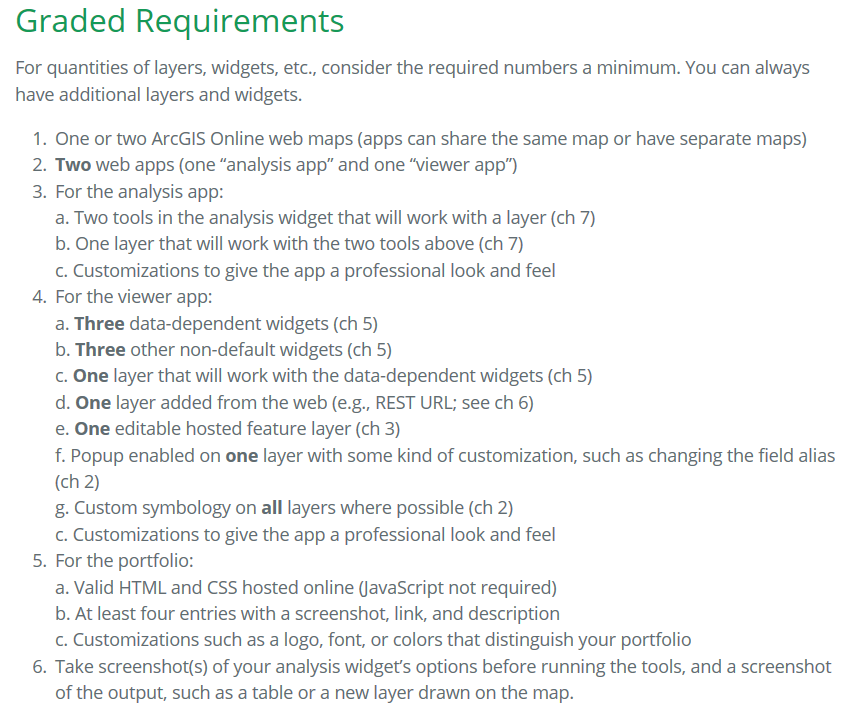 Graded Requirements
For quantities of layers, widgets, etc., consider the required numbers a minimum. You can always
have additional layers and widgets.
1. One or two ArcGIS Online web maps (apps can share the same map or have separate maps)
2. Two web apps (one “analysis app” and one “viewer app”)
3. For the analysis app:
a. Two tools in the analysis widget that will work with a layer (ch 7)
b. One layer that will work with the two tools above (ch 7)
c. Customizations to give the app a professional look and feel
4. For the viewer app:
a. Three data-dependent widgets (ch 5)
b. Three other non-default widgets (ch 5)
c. One layer that will work with the data-dependent widgets (ch 5)
d. One layer added from the web (e.g., REST URL; see ch 6)
e. One editable hosted feature layer (ch 3)
f. Popup enabled on one layer with some kind of customization, such as changing the field alias
(ch 2)
g. Custom symbology on all layers where possible (ch 2)
c. Customizations to give the app a professional look and feel
5. For the portfolio:
a. Valid HTML and CSS hosted online (JavaScript not required)
b. At least four entries with a screenshot, link, and description
c. Customizations such as a logo, font, or colors that distinguish your portfolio
6. Take screenshot(s) of your analysis widget’s options before running the tools, and a screenshot
of the output, such as a table or a new layer drawn on the map.